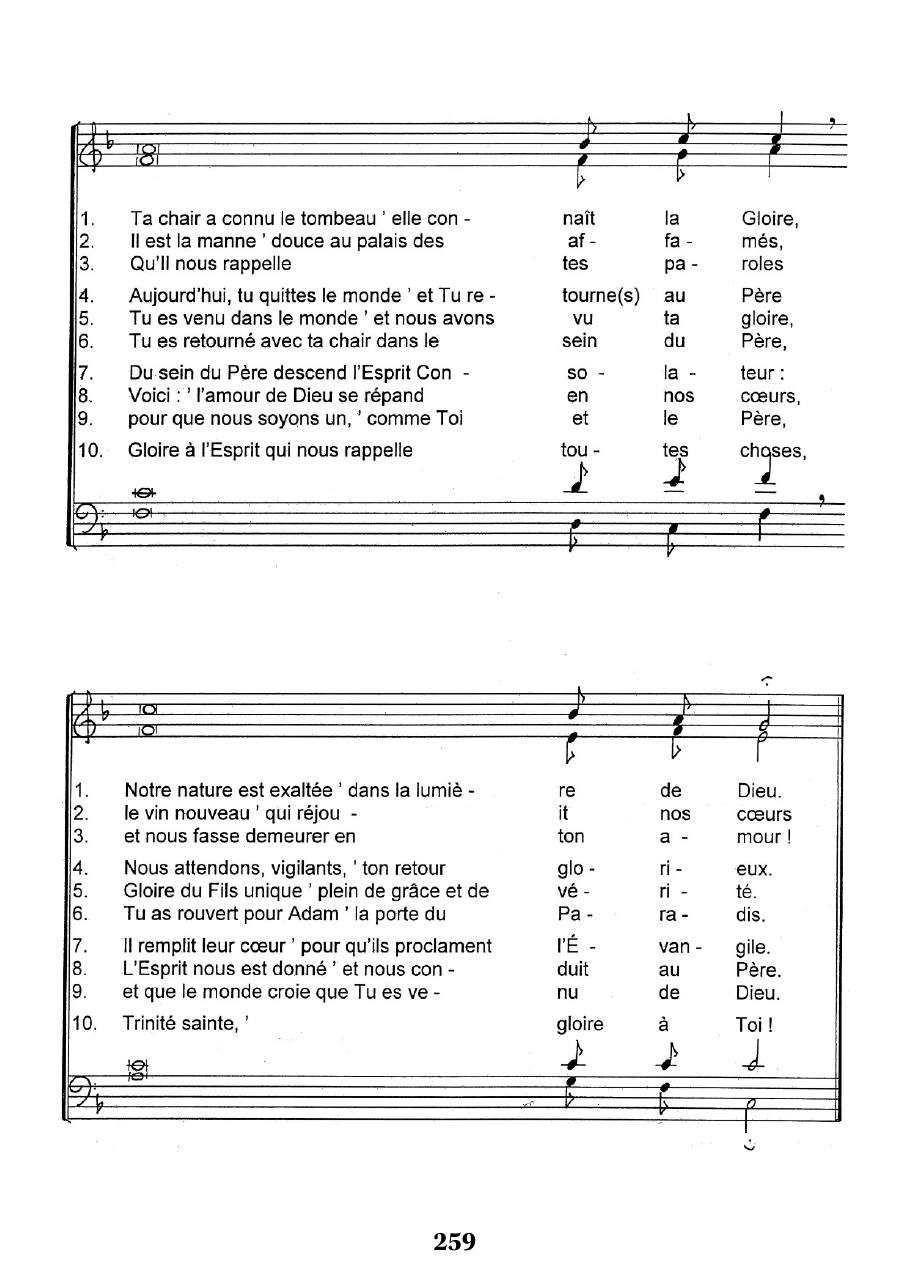 1. Ta chair a connu le tombeau ’ elle con - naît la Gloire,
2. Il est la manne ’ douce au palais des af - fa - més,
3. Qu’Il nous rappelle tes pa - roles
4. Aujourd’hui, tu quittes le monde ’ et Tu re - tourne(s) au Père
5. Tu es venu dans le monde ’ et nous avons vu ta gloire,
6. Tu es retourné avec ta chair dans le sein du Père,
7. Du sein du Père descend l’Esprit Con - so - la - teur :
8. Voici : ’ l’amour de Dieu se répand en nos cœurs,
9. pour que nous soyons un, ’ comme Toi et le Père,
10. Gloire à l’Esprit qui nous rappelle tou - tes choses,
1. Notre nature est exaltée ’ dans la lumiè - re de Dieu.
2. le vin nouveau ’ qui réjou - it nos cœurs
3. et nous fasse demeurer en ton a - mour !
4. Nous attendons, vigilants, ’ ton retour glo - ri - eux.
5. Gloire du Fils unique ’ plein de grâce et de vé - ri - té.
6. Tu as rouvert pour Adam ’ la porte du Pa - ra - dis.
7. Il remplit leur cœur ’ pour qu’ils proclament l’É - van - gile.
8. L’Esprit nous est donné ’ et nous con - duit au Père.
9. et que le monde croie que Tu es ve - nu de Dieu.
10. Trinité sainte, ’ gloire à Toi !
259